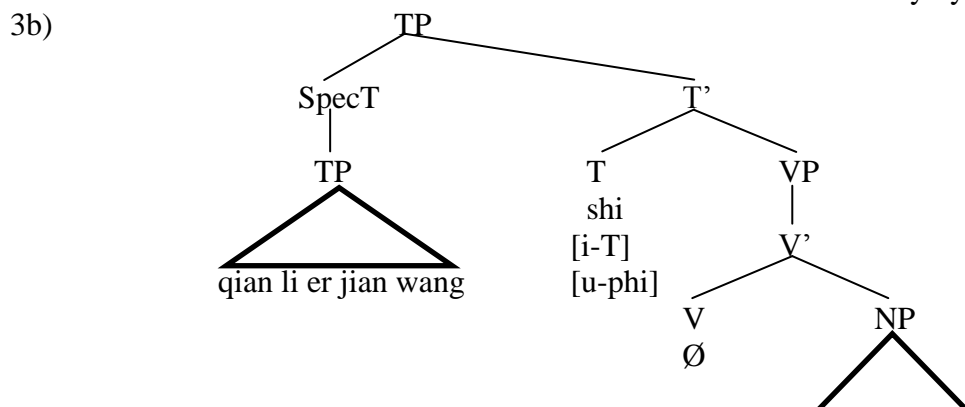 3b)
TP
SpecT T’
TP T VP
shi
[i-T] V’
qian li er jian wang [u-phi]
V NP
Ø